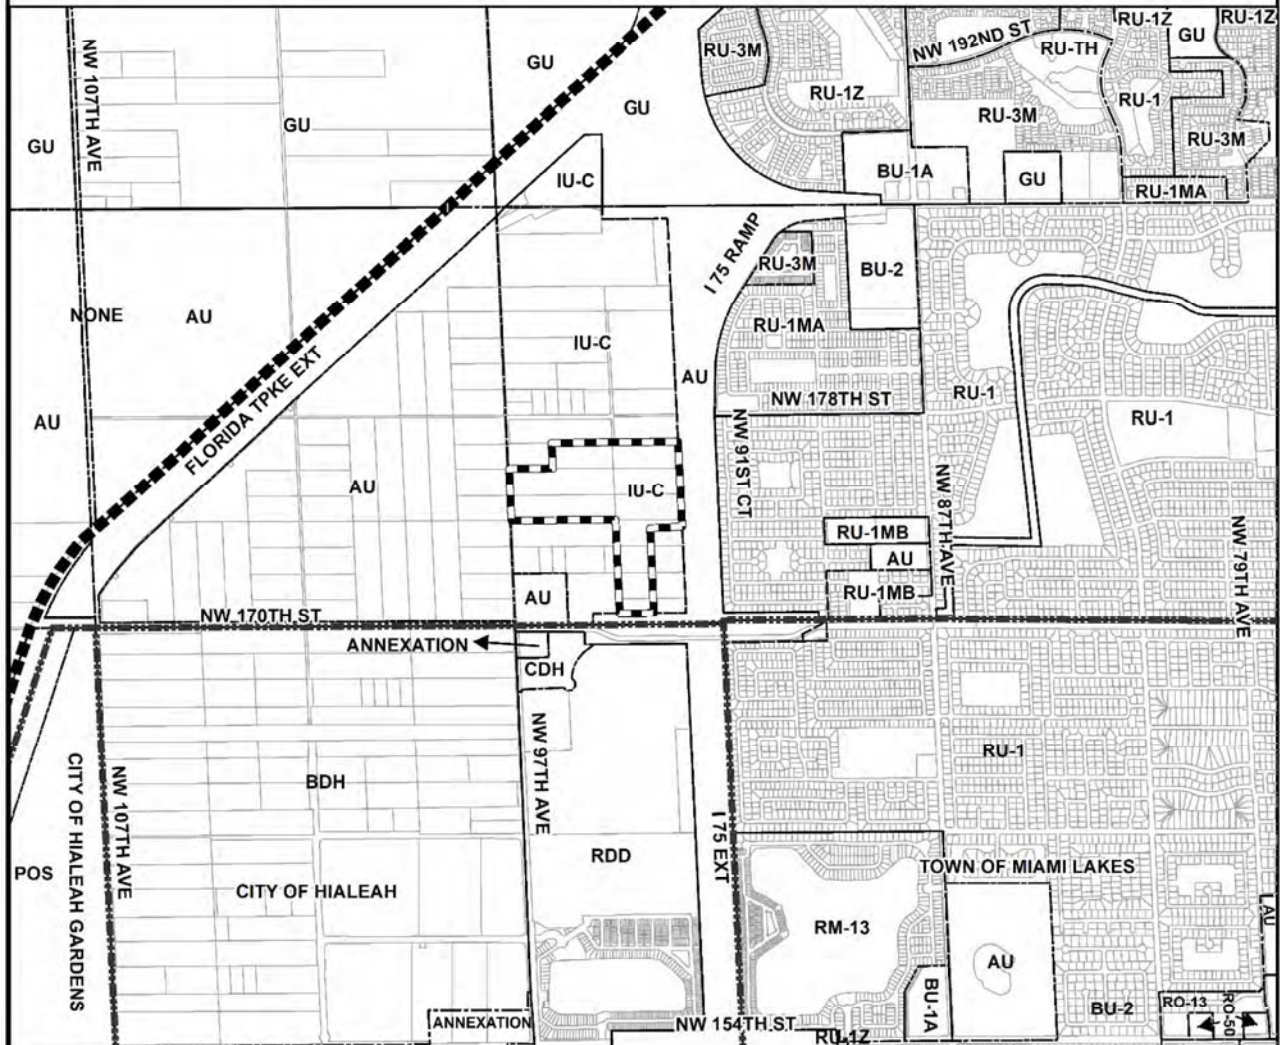 RU-1Z
RU-1Z
NW 107TH AVE
GU
RU-3M
NW 192ND ST
RU-TH
GU
GU
RU-1Z
RU-1
GU
GU
RU-3M
RU-3M
GU
IU-C
BU-1A
GU
RU-1MA
I 75 RAMP
RU-3M
BU-2
NONE
AU
RU-1MA
IU-C
AU
FLORIDA TPKE EXT
NW 178TH ST
RU-1
AU
NW 91ST CT
RU-1
AU
IU-C
NW 87TH AVE
RU-1MB
NW 79TH AVE
AU
AU
RU-1MB
NW 170TH ST
ANNEXATION
CDH
NW 97TH AVE
RU-1
CITY OF HIALEAH GARDENS
NW 107TH AVE
BDH
I 75 EXT
RDD
TOWN OF MIAMI LAKES
POS
CITY OF HIALEAH
AU
RM-13
AU
BU-1A
BU-2
RO-13
RO-50
ANNEXATION
NW 154TH ST
RU-1Z